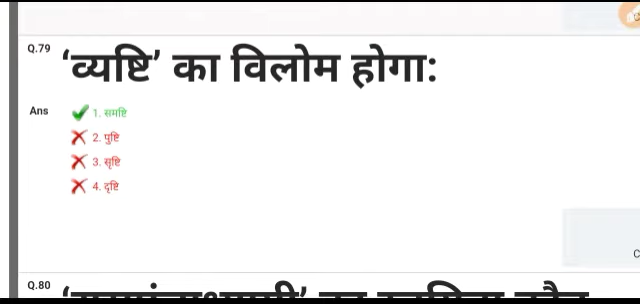 Q.79 ‘व्यष्टि’ का विलोम होगा:
Ans 1. समष्टि
2. पुष्टि
3. सृष्टि
4. दृष्टि
Q.80